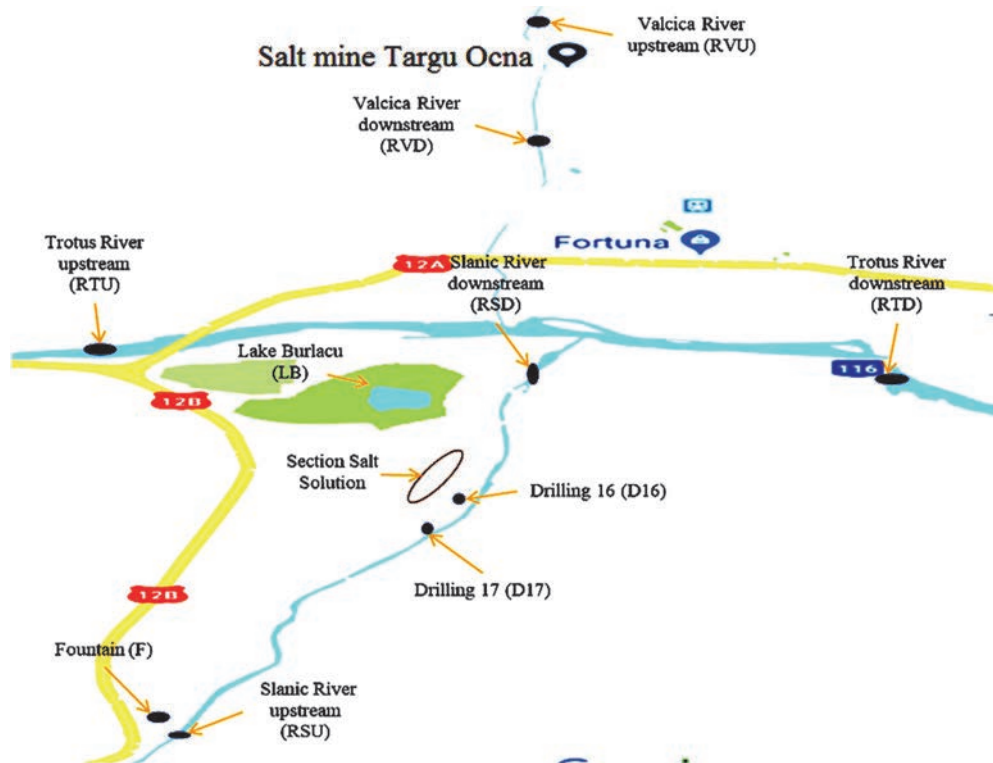 Valcica River
upstream (RVU)
Salt mine Targu Ocna
Valcica River
downstream
(RVD)
Fortuna
Trotus River
upstream
(RTU)
12A
Slanic River
downstream
(RSD)
Trotus River
downstream
(RTD)
Lake Burlacu
(LB)
116
12B
Section Salt
Solution
Drilling 16 (D16)
Drilling 17 (D17)
12B
Fountain (F)
Slanic River
upstream
(RSU)